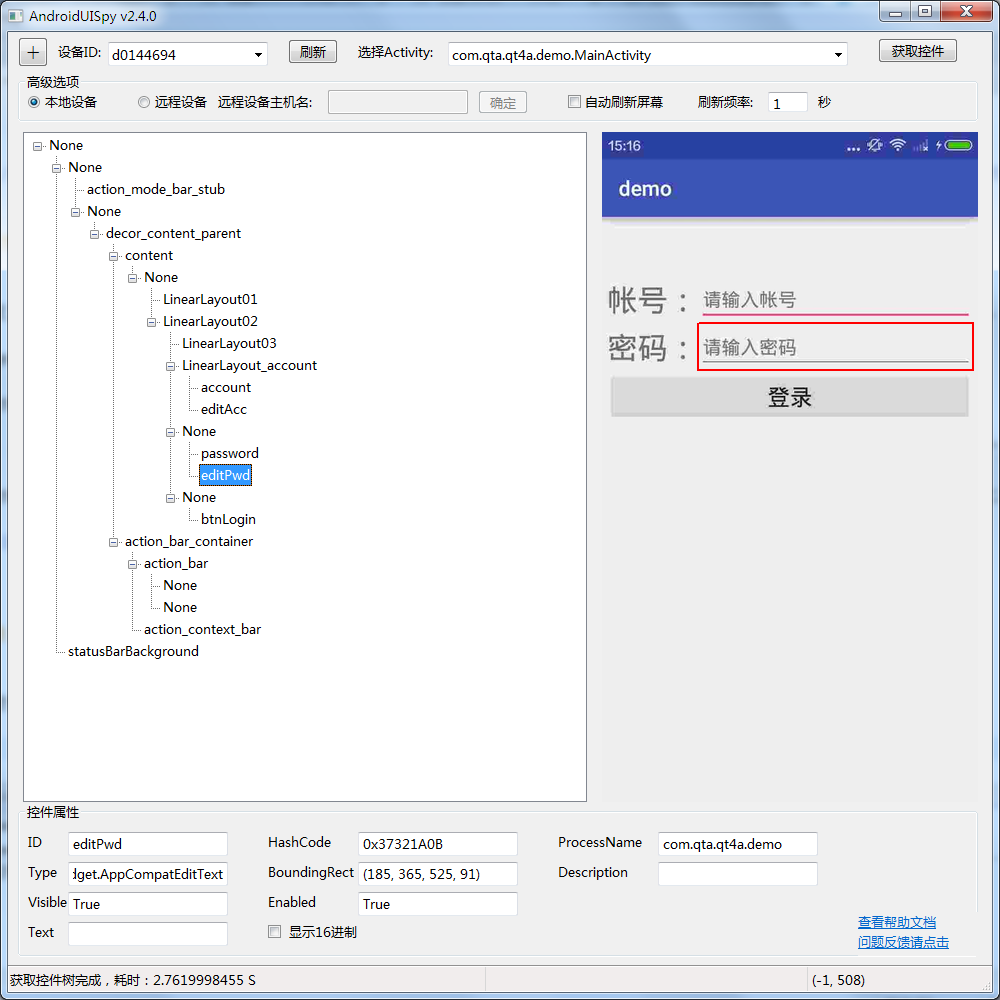 AndroidUISpy v2.4.0
设备ID: d0144694 刷新 选择Activity: com.qta.qt4a.demo.MainActivity 获取控件
高级选项
本地设备 远程设备 远程设备主机名: 确定 自动刷新屏幕 刷新频率: 1 秒
None
None
action_mode_bar_stub
None
decor_content_parent
content
None
LinearLayout01
LinearLayout02
LinearLayout03
LinearLayout_account
account
editAcc
None
password
editPwd
None
btnLogin
action_bar_container
action_bar
None
None
action_context_bar
statusBarBackground
15:16
demo
帐号： 请输入帐号
密码： 请输入密码
登录
控件属性
ID editPwd HashCode 0x37321A0B ProcessName com.qta.qt4a.demo
Type dget.AppCompatEditText BoundingRect (185, 365, 525, 91) Description
Visible True Enabled True
Text 显示16进制
查看帮助文档
问题反馈请点击
获取控件树完成，耗时：2.7619998455 S (-1, 508)